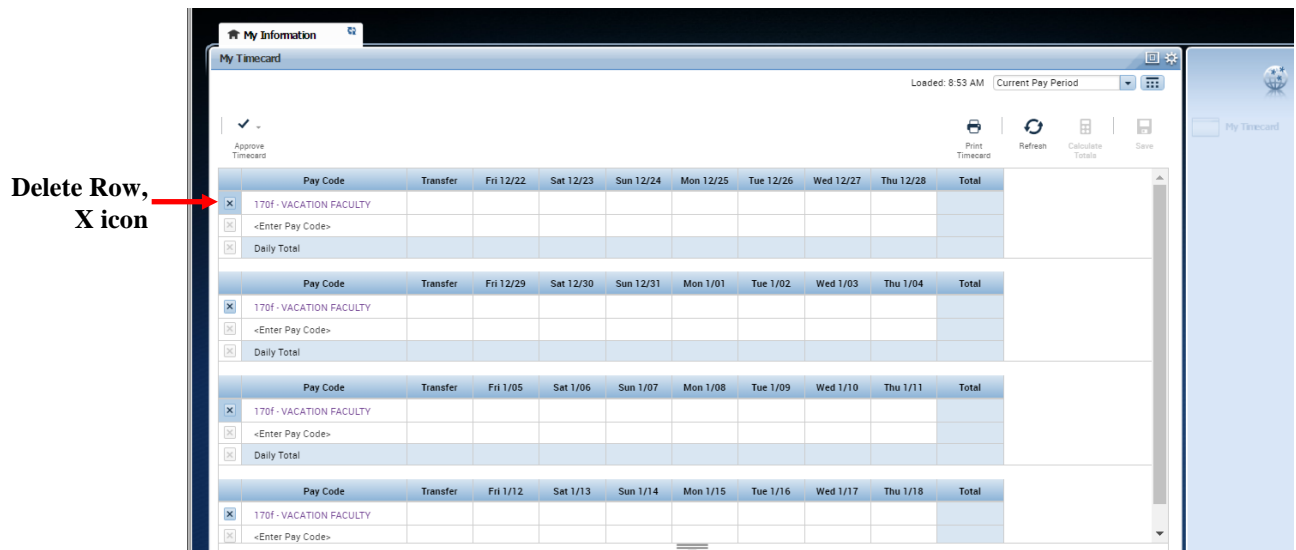 My Information
My Timecard
Loaded: 8:53 AM Current Pay Period
Approve Timecard
Print Timecard
Refresh
Calculate Totals
Save
My Timecard
Delete Row,
X icon
Pay Code Transfer Fri 12/22 Sat 12/23 Sun 12/24 Mon 12/25 Tue 12/26 Wed 12/27 Thu 12/28 Total
170f - VACATION FACULTY
<Enter Pay Code>
Daily Total
Pay Code Transfer Fri 12/29 Sat 12/30 Sun 12/31 Mon 1/01 Tue 1/02 Wed 1/03 Thu 1/04 Total
170f - VACATION FACULTY
<Enter Pay Code>
Daily Total
Pay Code Transfer Fri 1/05 Sat 1/06 Sun 1/07 Mon 1/08 Tue 1/09 Wed 1/10 Thu 1/11 Total
170f - VACATION FACULTY
<Enter Pay Code>
Daily Total
Pay Code Transfer Fri 1/12 Sat 1/13 Sun 1/14 Mon 1/15 Tue 1/16 Wed 1/17 Thu 1/18 Total
170f - VACATION FACULTY
<Enter Pay Code>